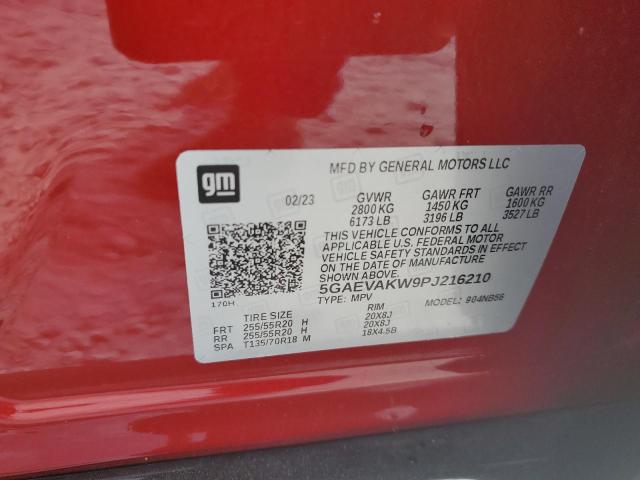 gm
MFD BY GENERAL MOTORS LLC
02/23 GVWR GAWR FRT GAWR RR
2800 KG 1450 KG 1600 KG
6173 LB 3196 LB 3527 LB
THIS VEHICLE CONFORMS TO ALL
APPLICABLE U.S. FEDERAL MOTOR
VEHICLE SAFETY STANDARDS IN EFFECT
ON THE DATE OF MANUFACTURE
SHOWN ABOVE.
5GAEVAKW9PJ216210
170H TYPE: MPV MODEL: 904NB56
TIRE SIZE RIM
FRT 255/55R20 H 20X8J
RR 255/55R20 H 20X8J
SPA T135/70R18 M 18X4.5B